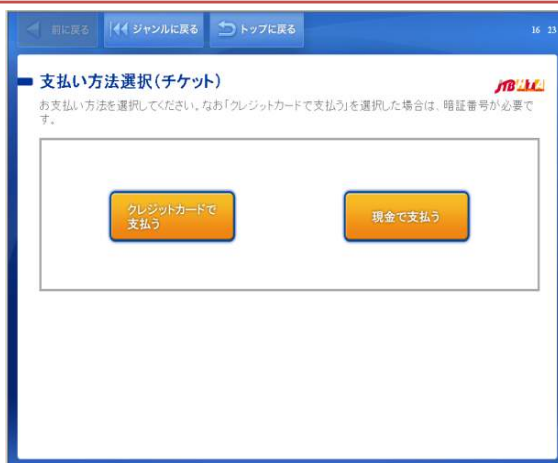 前に戻る
ジャンルに戻る
トップに戻る
16 23
支払い方法選択(チケット)
JTB
お支払い方法を選択してください。なお「クレジットカードで支払う」を選択した場合は、暗証番号が必要で
す。
クレジットカードで
支払う
現金で支払う